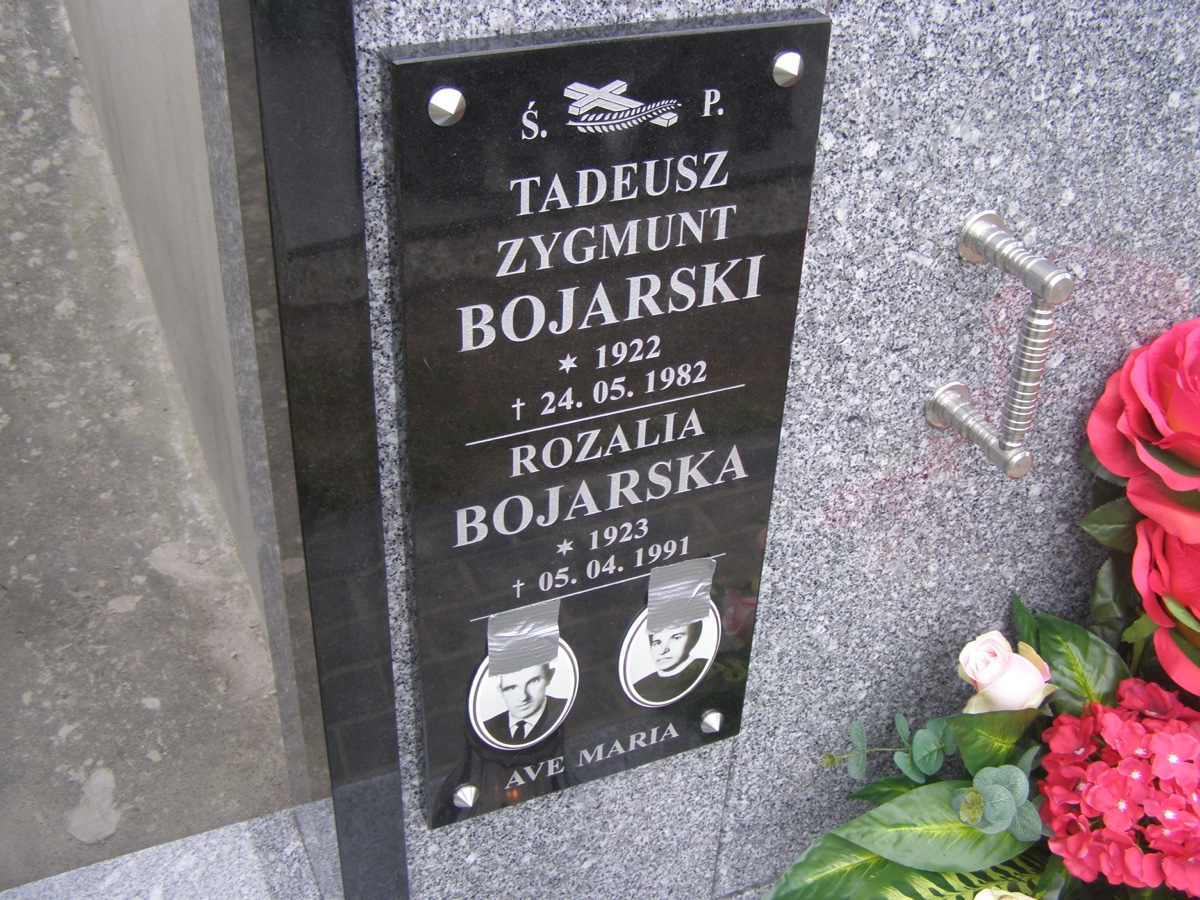 Ś. P.
TADEUSZ
ZYGMUNT
BOJARSKI
✶ 1922
† 24. 05. 1982
ROZALIA
BOJARSKA
✶ 1923
† 05. 04. 1991
AVE MARIA